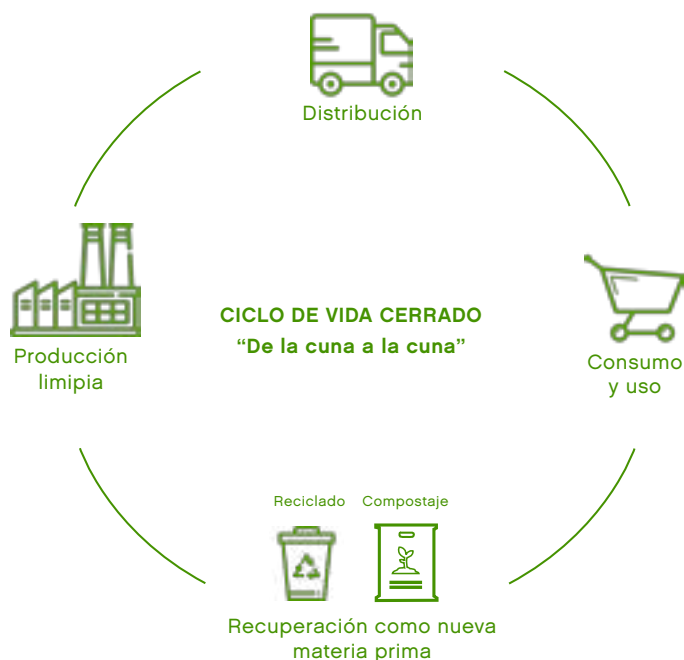 Distribución
CICLO DE VIDA CERRADO
“De la cuna a la cuna”
Producción
limipia
Consumo
y uso
Reciclado
Compostaje
Recuperación como nueva
materia prima